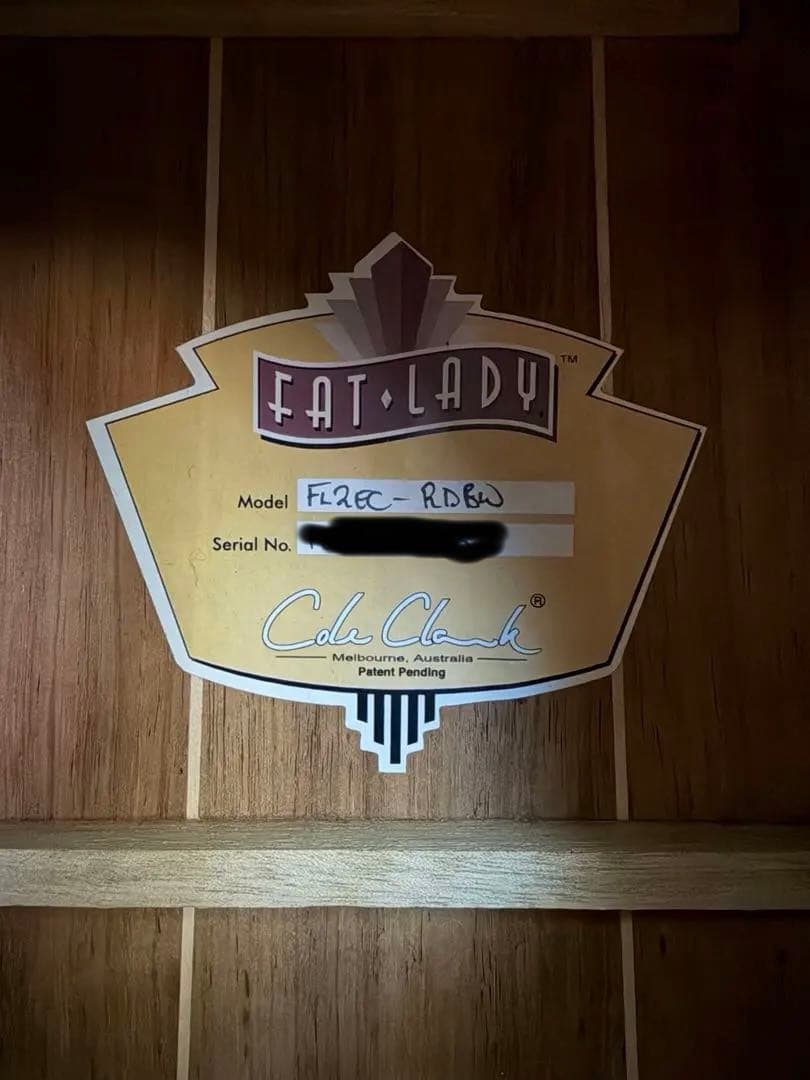 FAT LADY TM
Model FL2EC - RDBW
Serial No.
Cole Clark ®
Melbourne, Australia
Patent Pending